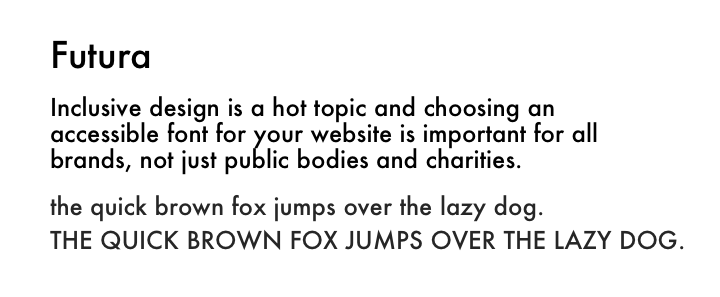 Futura
Inclusive design is a hot topic and choosing an
accessible font for your website is important for all
brands, not just public bodies and charities.
the quick brown fox jumps over the lazy dog.
THE QUICK BROWN FOX JUMPS OVER THE LAZY DOG.